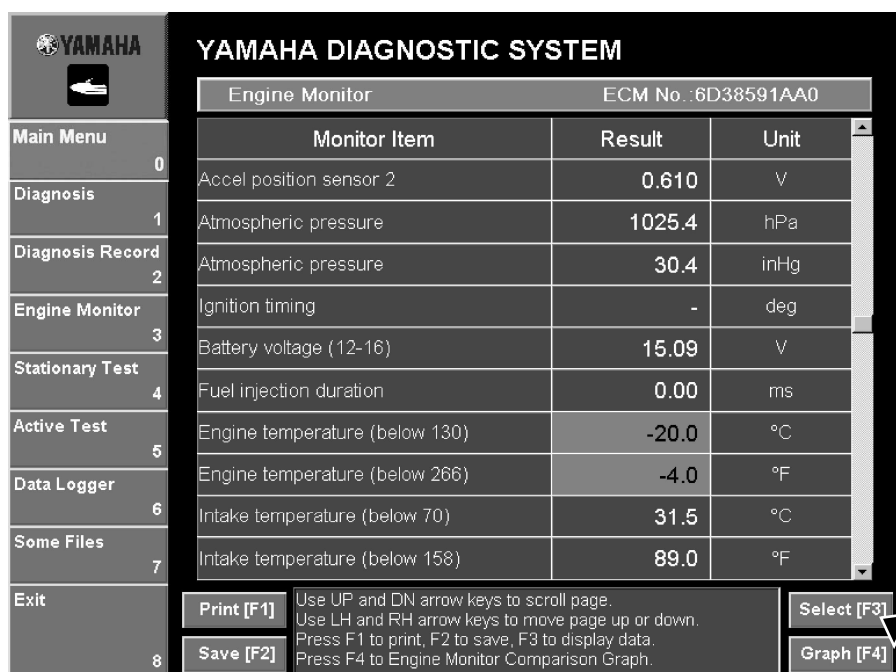 YAMAHA
YAMAHA DIAGNOSTIC SYSTEM
Engine Monitor ECM No.:6D38591AA0
Main Menu
0
Diagnosis
1
Diagnosis Record
2
Engine Monitor
3
Stationary Test
4
Active Test
5
Data Logger
6
Some Files
7
Exit
8
Monitor Item Result Unit
Accel position sensor 2 0.610 V
Atmospheric pressure 1025.4 hPa
Atmospheric pressure 30.4 inHg
Ignition timing - deg
Battery voltage (12-16) 15.09 V
Fuel injection duration 0.00 ms
Engine temperature (below 130) -20.0 °C
Engine temperature (below 266) -4.0 °F
Intake temperature (below 70) 31.5 °C
Intake temperature (below 158) 89.0 °F
Print [F1]
Save [F2]
Use UP and DN arrow keys to scroll page.
Use LH and RH arrow keys to move page up or down.
Press F1 to print, F2 to save, F3 to display data.
Press F4 to Engine Monitor Comparison Graph.
Select [F3]
Graph [F4]